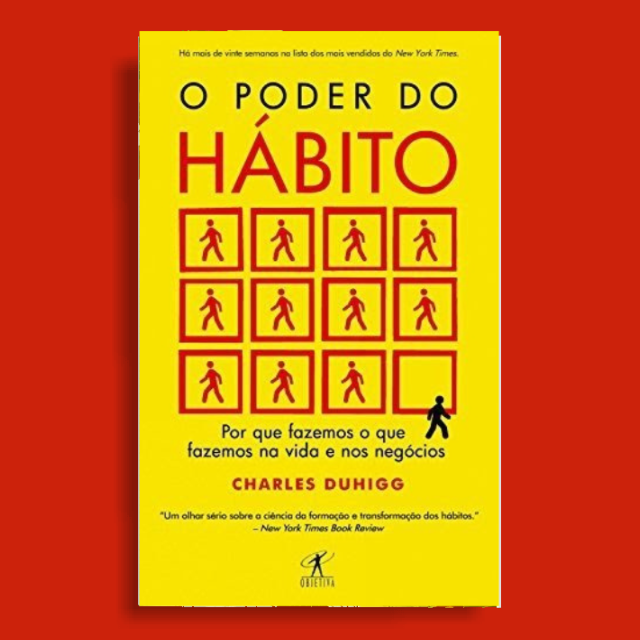 Há mais de vinte semanas na lista dos mais vendidos do New York Times.
O PODER DO
HÁBITO
Por que fazemos o que
fazemos na vida e nos negócios
CHARLES DUHIGG
"Um olhar sério sobre a ciência da formação e transformação dos hábitos."
– New York Times Book Review
OBJETIVA